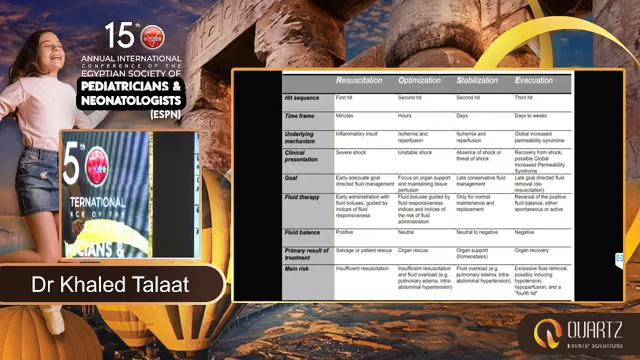 15th
ANNUAL INTERNATIONAL
CONFERENCE OF THE
EGYPTIAN SOCIETY OF
PEDIATRICIANS &
NEONATOLOGISTS
(ESPN)
5
TERNATIONAL
NCE OF THE
CIANS &
Dr Khaled Talaat
Resuscitation Optimization Stabilization Evacuation
Hit sequence First hit Second hit Second hit Third hit
Time frame Minutes Hours Days Days to weeks
Underlying mechanism Inflammatory insult Ischemia and reperfusion Ischemia and reperfusion Global increased permeability syndrome
Clinical presentation Severe shock Unstable shock Absence of shock or threat of shock Recovery from shock, possible Global Increased Permeability Syndrome
Goal Early adequate goal directed fluid management Focus on organ support and maintaining tissue perfusion Late conservative fluid management Late goal directed fluid removal (de-resuscitation)
Fluid therapy Early administration with fluid boluses, guided by indices of fluid responsiveness Fluid boluses guided by fluid responsiveness indices and indices of the risk of fluid administration Only for normal maintenance and replacement Reversal of the positive fluid balance, either spontaneous or active
Fluid balance Positive Neutral Neutral to negative Negative
Primary result of treatment Salvage or patient rescue Organ rescue Organ support (homeostasis) Organ recovery
Main risk Insufficient resuscitation Insufficient resuscitation and fluid overload (e.g. pulmonary edema, intra-abdominal hypertension) Fluid overload (e.g. pulmonary edema, intra-abdominal hypertension) Excessive fluid removal, possibly inducing hypotension, hypoperfusion, and a "fourth hit"
QUARTZ
EVENTS' SOLUTIONS